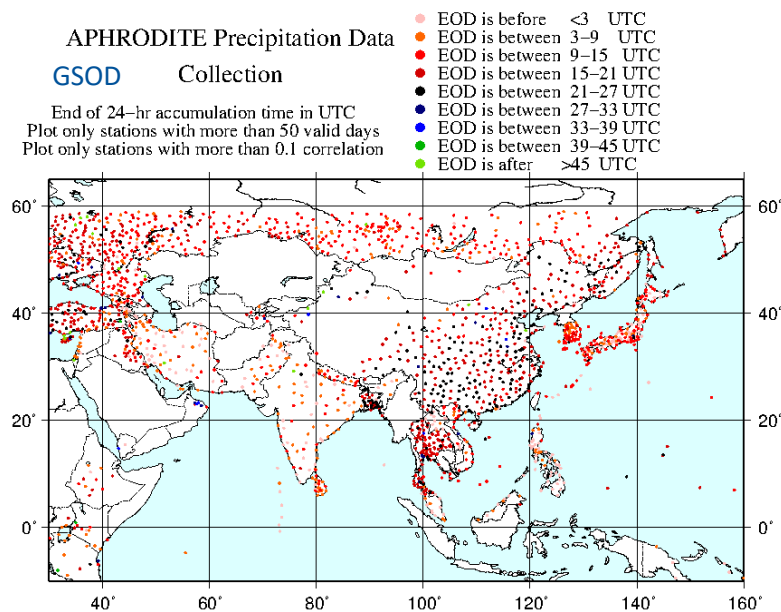 APHRODITE Precipitation Data
GSOD Collection
End of 24-hr accumulation time in UTC
Plot only stations with more than 50 valid days
Plot only stations with more than 0.1 correlation
EOD is before <3 UTC
EOD is between 3-9 UTC
EOD is between 9-15 UTC
EOD is between 15-21 UTC
EOD is between 21-27 UTC
EOD is between 27-33 UTC
EOD is between 33-39 UTC
EOD is between 39-45 UTC
EOD is after >45 UTC
60° 60°
40° 40°
20° 20°
0° 0°
40° 60° 80° 100° 120° 140° 160°